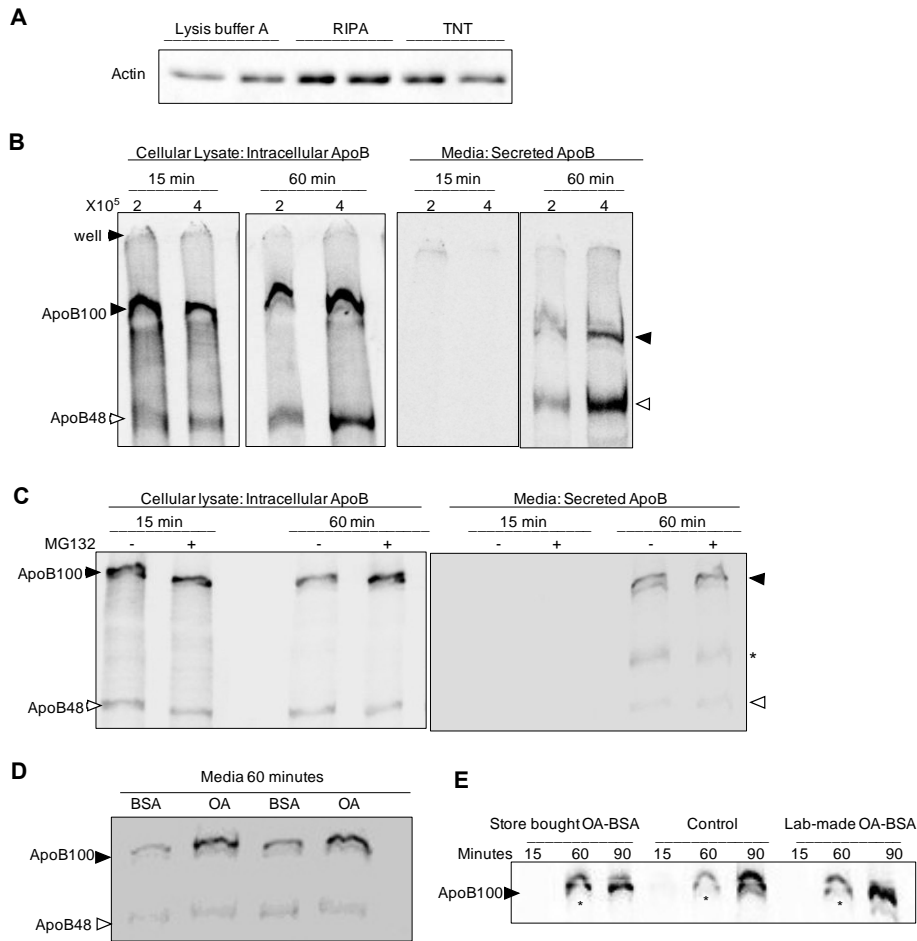 A
Lysis buffer A RIPA TNT
Actin
B
Cellular Lysate: Intracellular ApoB Media: Secreted ApoB
15 min 60 min 15 min 60 min
X10⁵ 2 4 2 4 2 4 2 4
well
ApoB100
ApoB48
C
Cellular lysate: Intracellular ApoB Media: Secreted ApoB
15 min 60 min 15 min 60 min
MG132 - + - + - + - +
ApoB100
*
ApoB48
D
Media 60 minutes
BSA OA BSA OA
ApoB100
ApoB48
E
Store bought OA-BSA Control Lab-made OA-BSA
Minutes 15 60 90 15 60 90 15 60 90
ApoB100
* * *